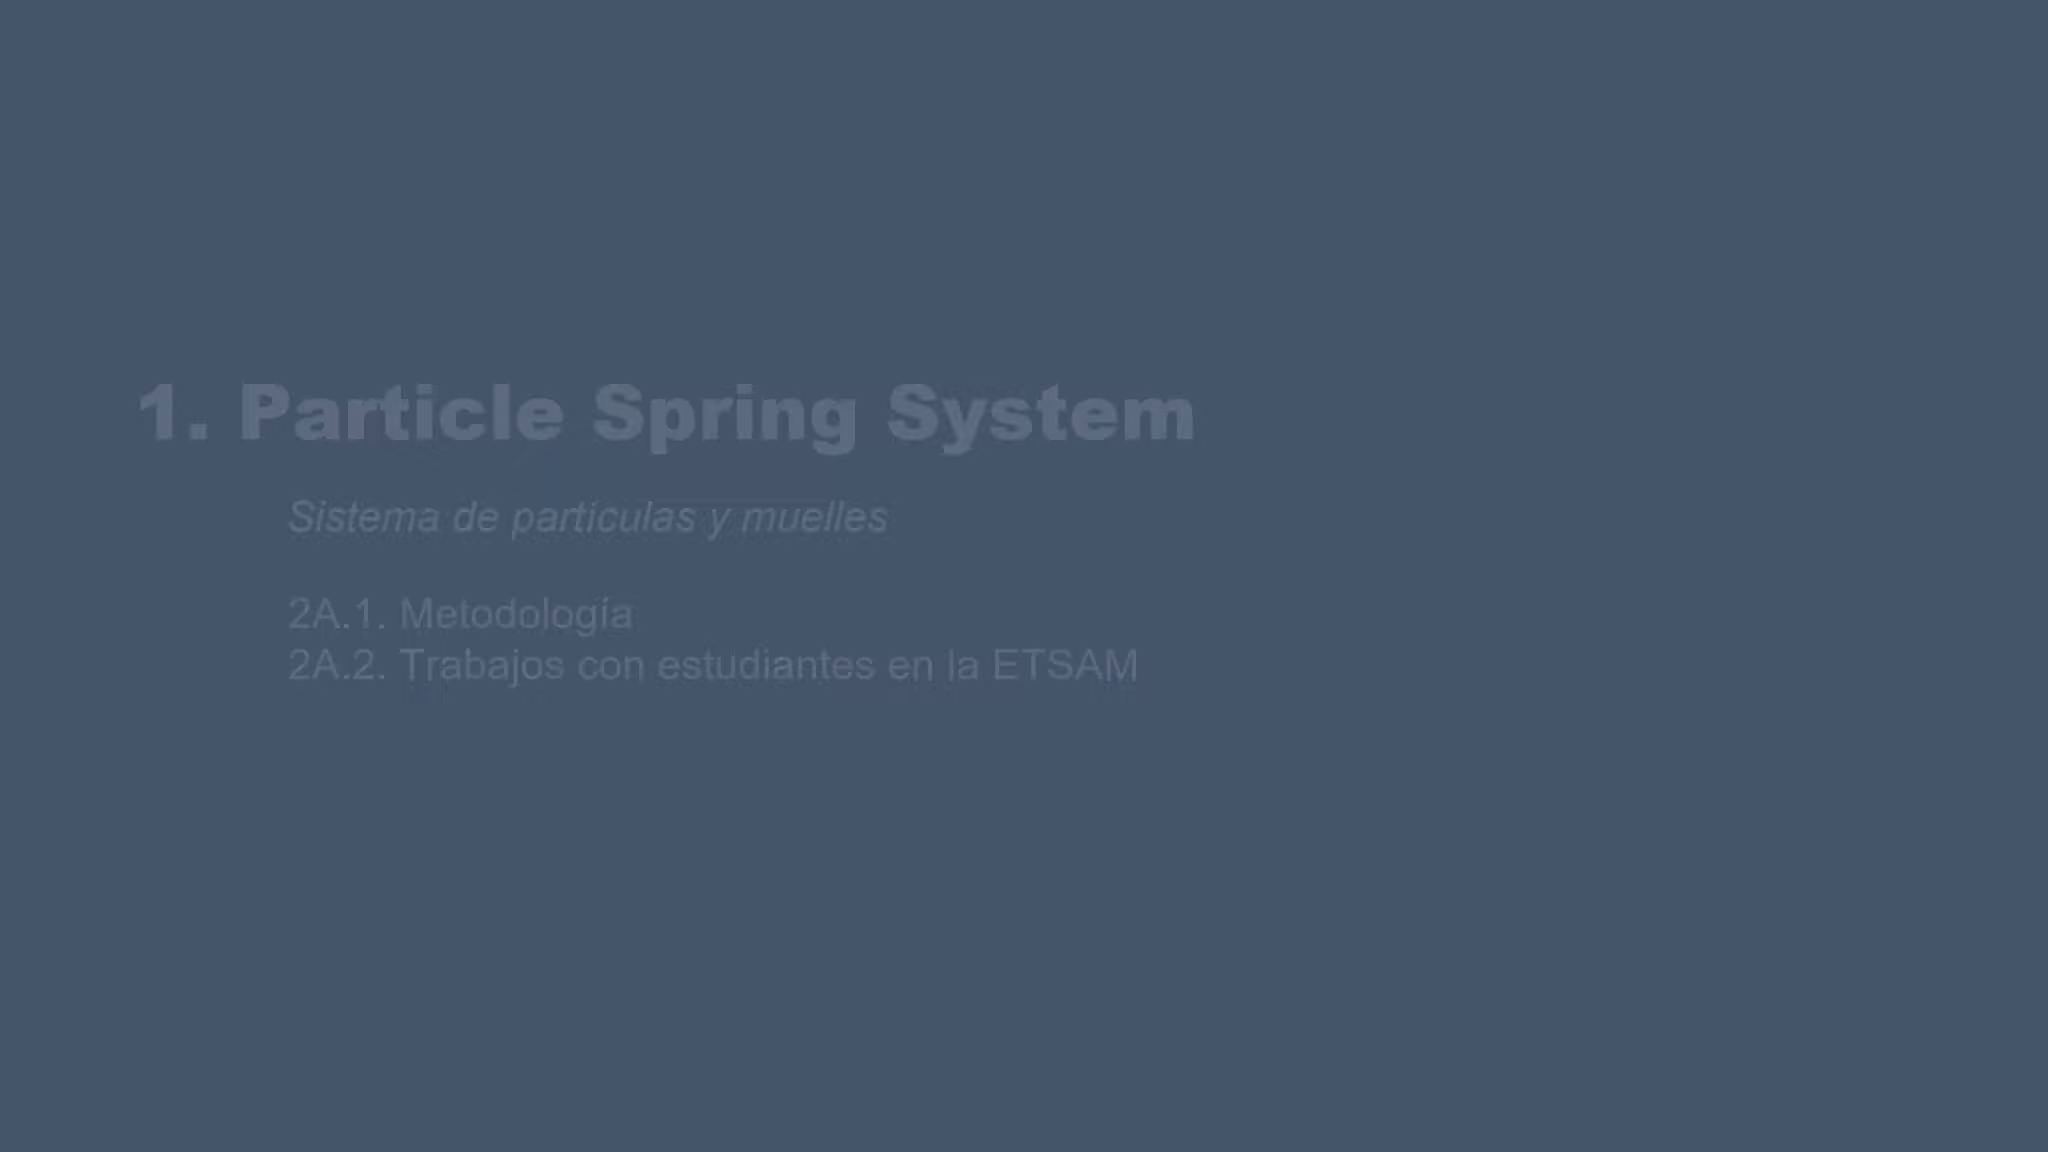 1. Particle Spring System
Sistema de partículas y muelles
2A.1. Metodología
2A.2. Trabajos con estudiantes en la ETSAM